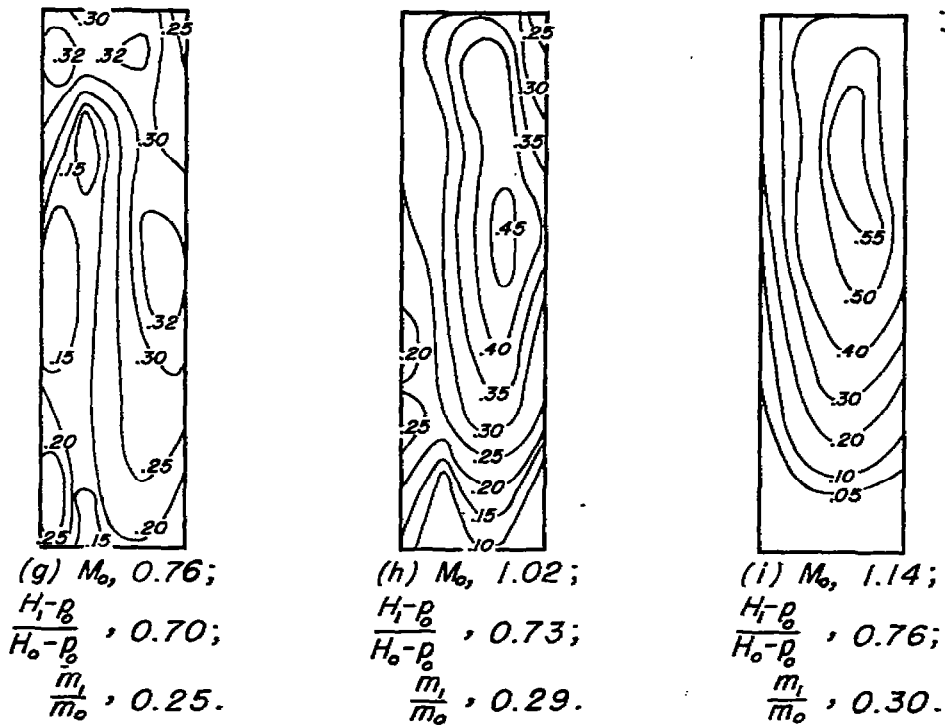 .30 .25
.32 .32
.30
.15
.32
.15 .30
.20
.25
.25 .15 .20
(g) M₀, 0.76;
H₁-p₀
H₀-p₀ , 0.70;
m₁
m₀ , 0.25.
.25
.30
.35
.45
.20
.40
.35
.25 .30
.25
.20
.15
.10
(h) M₀, 1.02;
H₁-p₀
H₀-p₀ , 0.73;
m₁
m₀ , 0.29.
.55
.50
.40
.30
.20
.10
.05
(i) M₀, 1.14;
H₁-p₀
H₀-p₀ , 0.76;
m₁
m₀ , 0.30.